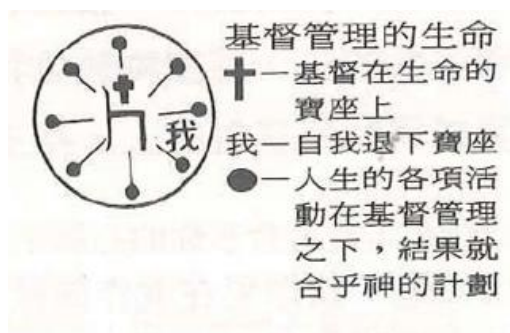 基督管理的生命
✝—基督在生命的
寶座上
我—自我退下寶座
●—人生的各項活
動在基督管理
之下，結果就
合乎神的計劃
我